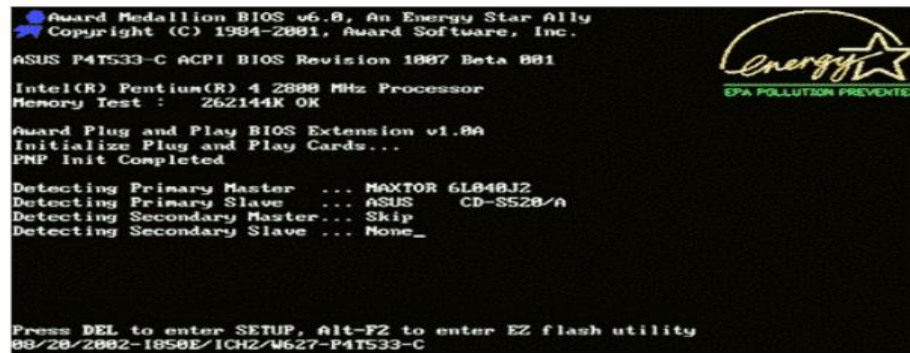 Award Medallion BIOS v6.0, An Energy Star Ally
Copyright (C) 1984-2001, Award Software, Inc.
energy
EPA POLLUTION PREVENTE
ASUS P4T533-C ACPI BIOS Revision 1007 Beta 001
Intel(R) Pentium(R) 4 2800 MHz Processor
Memory Test :    262144K OK
Award Plug and Play BIOS Extension v1.0A
Initialize Plug and Play Cards...
PNP Init Completed
Detecting Primary Master   ... MAXTOR 6L040J2
Detecting Primary Slave    ... ASUS    CD-S520/A
Detecting Secondary Master... Skip
Detecting Secondary Slave  ... None_
Press DEL to enter SETUP, Alt-F2 to enter EZ flash utility
08/20/2002-I850E/ICH2/W627-P4T533-C